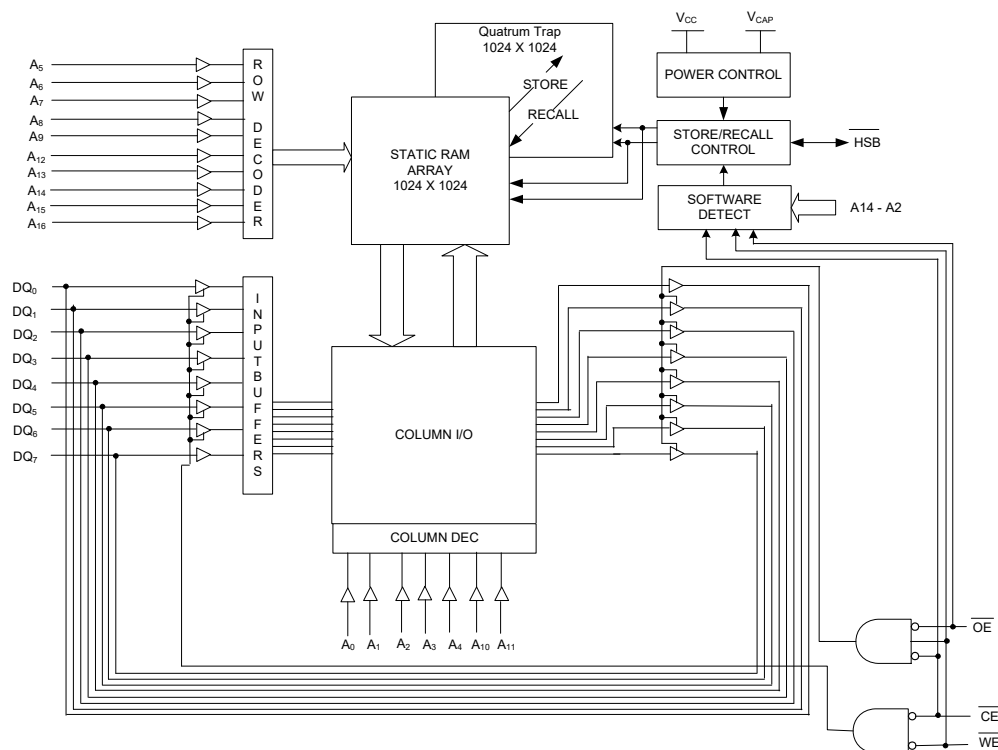 Quatrum Trap
1024 X 1024
STORE
RECALL
VCC
VCAP
POWER CONTROL
STORE/RECALL
CONTROL
HSB
SOFTWARE
DETECT
A14 - A2
A5
A6
A7
A8
A9
A12
A13
A14
A15
A16
ROW DECODER
STATIC RAM
ARRAY
1024 X 1024
DQ0
DQ1
DQ2
DQ3
DQ4
DQ5
DQ6
DQ7
INPUT BUFFERS
COLUMN I/O
COLUMN DEC
A0
A1
A2
A3
A4
A10
A11
OE
CE
WE